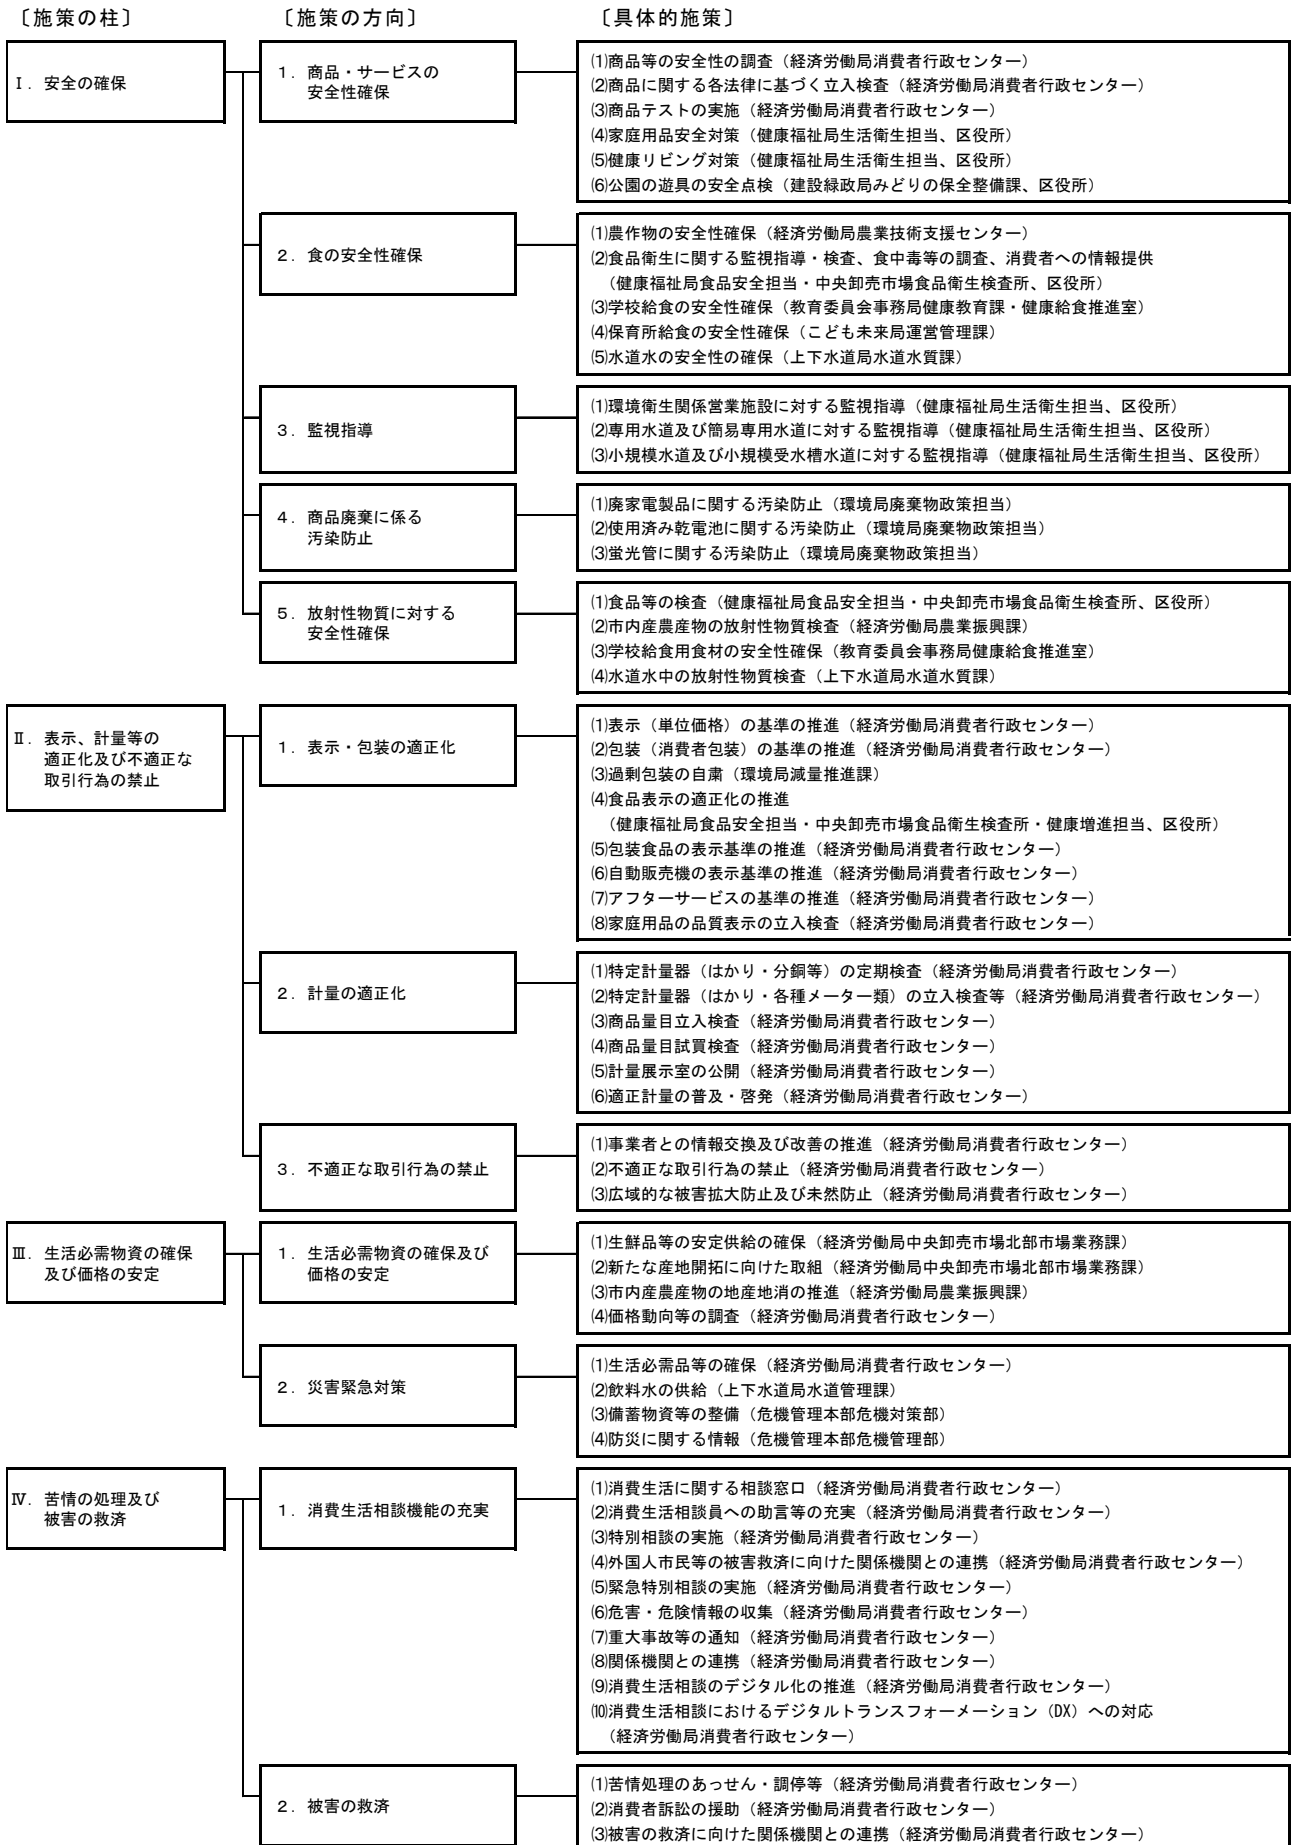 〔施策の柱〕 〔施策の方向〕 〔具体的施策〕
Ⅰ．安全の確保
1．商品・サービスの
安全性確保
⑴商品等の安全性の調査（経済労働局消費者行政センター）
⑵商品に関する各法律に基づく立入検査（経済労働局消費者行政センター）
⑶商品テストの実施（経済労働局消費者行政センター）
⑷家庭用品安全対策（健康福祉局生活衛生担当、区役所）
⑸健康リビング対策（健康福祉局生活衛生担当、区役所）
⑹公園の遊具の安全点検（建設緑政局みどりの保全整備課、区役所）
2．食の安全性確保
⑴農作物の安全性確保（経済労働局農業技術支援センター）
⑵食品衛生に関する監視指導・検査、食中毒等の調査、消費者への情報提供
（健康福祉局食品安全担当・中央卸売市場食品衛生検査所、区役所）
⑶学校給食の安全性確保（教育委員会事務局健康教育課・健康給食推進室）
⑷保育所給食の安全性確保（こども未来局運営管理課）
⑸水道水の安全性の確保（上下水道局水道水質課）
3．監視指導
⑴環境衛生関係営業施設に対する監視指導（健康福祉局生活衛生担当、区役所）
⑵専用水道及び簡易専用水道に対する監視指導（健康福祉局生活衛生担当、区役所）
⑶小規模水道及び小規模受水槽水道に対する監視指導（健康福祉局生活衛生担当、区役所）
4．商品廃棄に係る
汚染防止
⑴廃家電製品に関する汚染防止（環境局廃棄物政策担当）
⑵使用済み乾電池に関する汚染防止（環境局廃棄物政策担当）
⑶蛍光管に関する汚染防止（環境局廃棄物政策担当）
5．放射性物質に対する
安全性確保
⑴食品等の検査（健康福祉局食品安全担当・中央卸売市場食品衛生検査所、区役所）
⑵市内産農産物の放射性物質検査（経済労働局農業振興課）
⑶学校給食用食材の安全性確保（教育委員会事務局健康給食推進室）
⑷水道水中の放射性物質検査（上下水道局水道水質課）
Ⅱ．表示、計量等の
適正化及び不適正な
取引行為の禁止
1．表示・包装の適正化
⑴表示（単位価格）の基準の推進（経済労働局消費者行政センター）
⑵包装（消費者包装）の基準の推進（経済労働局消費者行政センター）
⑶過剰包装の自粛（環境局減量推進課）
⑷食品表示の適正化の推進
（健康福祉局食品安全担当・中央卸売市場食品衛生検査所・健康増進担当、区役所）
⑸包装食品の表示基準の推進（経済労働局消費者行政センター）
⑹自動販売機の表示基準の推進（経済労働局消費者行政センター）
⑺アフターサービスの基準の推進（経済労働局消費者行政センター）
⑻家庭用品の品質表示の立入検査（経済労働局消費者行政センター）
2．計量の適正化
⑴特定計量器（はかり・分銅等）の定期検査（経済労働局消費者行政センター）
⑵特定計量器（はかり・各種メーター類）の立入検査等（経済労働局消費者行政センター）
⑶商品量目立入検査（経済労働局消費者行政センター）
⑷商品量目試買検査（経済労働局消費者行政センター）
⑸計量展示室の公開（経済労働局消費者行政センター）
⑹適正計量の普及・啓発（経済労働局消費者行政センター）
3．不適正な取引行為の禁止
⑴事業者との情報交換及び改善の推進（経済労働局消費者行政センター）
⑵不適正な取引行為の禁止（経済労働局消費者行政センター）
⑶広域的な被害拡大防止及び未然防止（経済労働局消費者行政センター）
Ⅲ．生活必需物資の確保
及び価格の安定
1．生活必需物資の確保及び
価格の安定
⑴生鮮品等の安定供給の確保（経済労働局中央卸売市場北部市場業務課）
⑵新たな産地開拓に向けた取組（経済労働局中央卸売市場北部市場業務課）
⑶市内産農産物の地産地消の推進（経済労働局農業振興課）
⑷価格動向等の調査（経済労働局消費者行政センター）
2．災害緊急対策
⑴生活必需品等の確保（経済労働局消費者行政センター）
⑵飲料水の供給（上下水道局水道管理課）
⑶備蓄物資等の整備（危機管理本部危機対策部）
⑷防災に関する情報（危機管理本部危機管理部）
Ⅳ．苦情の処理及び
被害の救済
1．消費生活相談機能の充実
⑴消費生活に関する相談窓口（経済労働局消費者行政センター）
⑵消費生活相談員への助言等の充実（経済労働局消費者行政センター）
⑶特別相談の実施（経済労働局消費者行政センター）
⑷外国人市民等の被害救済に向けた関係機関との連携（経済労働局消費者行政センター）
⑸緊急特別相談の実施（経済労働局消費者行政センター）
⑹危害・危険情報の収集（経済労働局消費者行政センター）
⑺重大事故等の通知（経済労働局消費者行政センター）
⑻関係機関との連携（経済労働局消費者行政センター）
⑼消費生活相談のデジタル化の推進（経済労働局消費者行政センター）
⑽消費生活相談におけるデジタルトランスフォーメーション（DX）への対応
（経済労働局消費者行政センター）
2．被害の救済
⑴苦情処理のあっせん・調停等（経済労働局消費者行政センター）
⑵消費者訴訟の援助（経済労働局消費者行政センター）
⑶被害の救済に向けた関係機関との連携（経済労働局消費者行政センター）